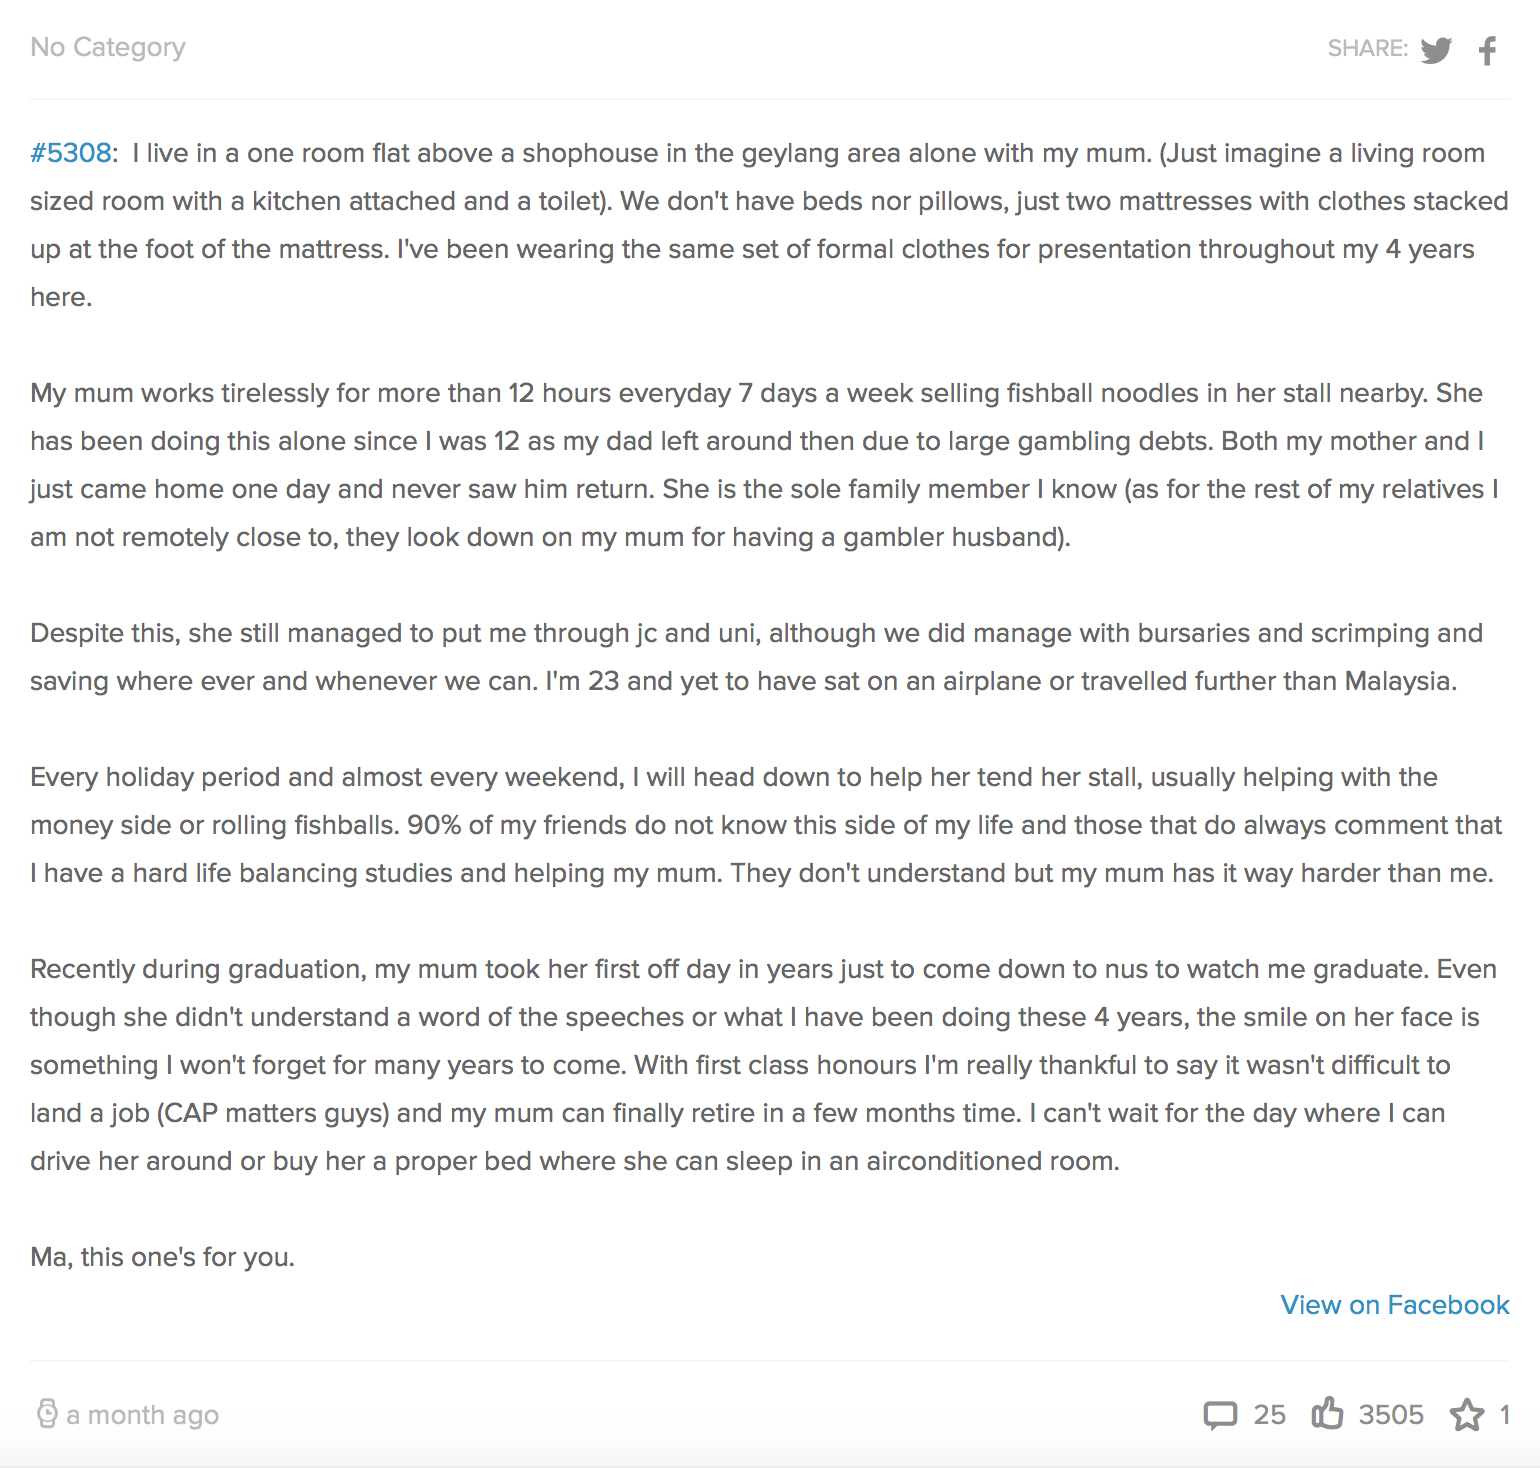 No Category
SHARE:
#5308:  I live in a one room flat above a shophouse in the geylang area alone with my mum. (Just imagine a living room
sized room with a kitchen attached and a toilet). We don't have beds nor pillows, just two mattresses with clothes stacked
up at the foot of the mattress. I've been wearing the same set of formal clothes for presentation throughout my 4 years
here.
My mum works tirelessly for more than 12 hours everyday 7 days a week selling fishball noodles in her stall nearby. She
has been doing this alone since I was 12 as my dad left around then due to large gambling debts. Both my mother and I
just came home one day and never saw him return. She is the sole family member I know (as for the rest of my relatives I
am not remotely close to, they look down on my mum for having a gambler husband).
Despite this, she still managed to put me through jc and uni, although we did manage with bursaries and scrimping and
saving where ever and whenever we can. I'm 23 and yet to have sat on an airplane or travelled further than Malaysia.
Every holiday period and almost every weekend, I will head down to help her tend her stall, usually helping with the
money side or rolling fishballs. 90% of my friends do not know this side of my life and those that do always comment that
I have a hard life balancing studies and helping my mum. They don't understand but my mum has it way harder than me.
Recently during graduation, my mum took her first off day in years just to come down to nus to watch me graduate. Even
though she didn't understand a word of the speeches or what I have been doing these 4 years, the smile on her face is
something I won't forget for many years to come. With first class honours I'm really thankful to say it wasn't difficult to
land a job (CAP matters guys) and my mum can finally retire in a few months time. I can't wait for the day where I can
drive her around or buy her a proper bed where she can sleep in an airconditioned room.
Ma, this one's for you.
View on Facebook
a month ago
25 3505 1